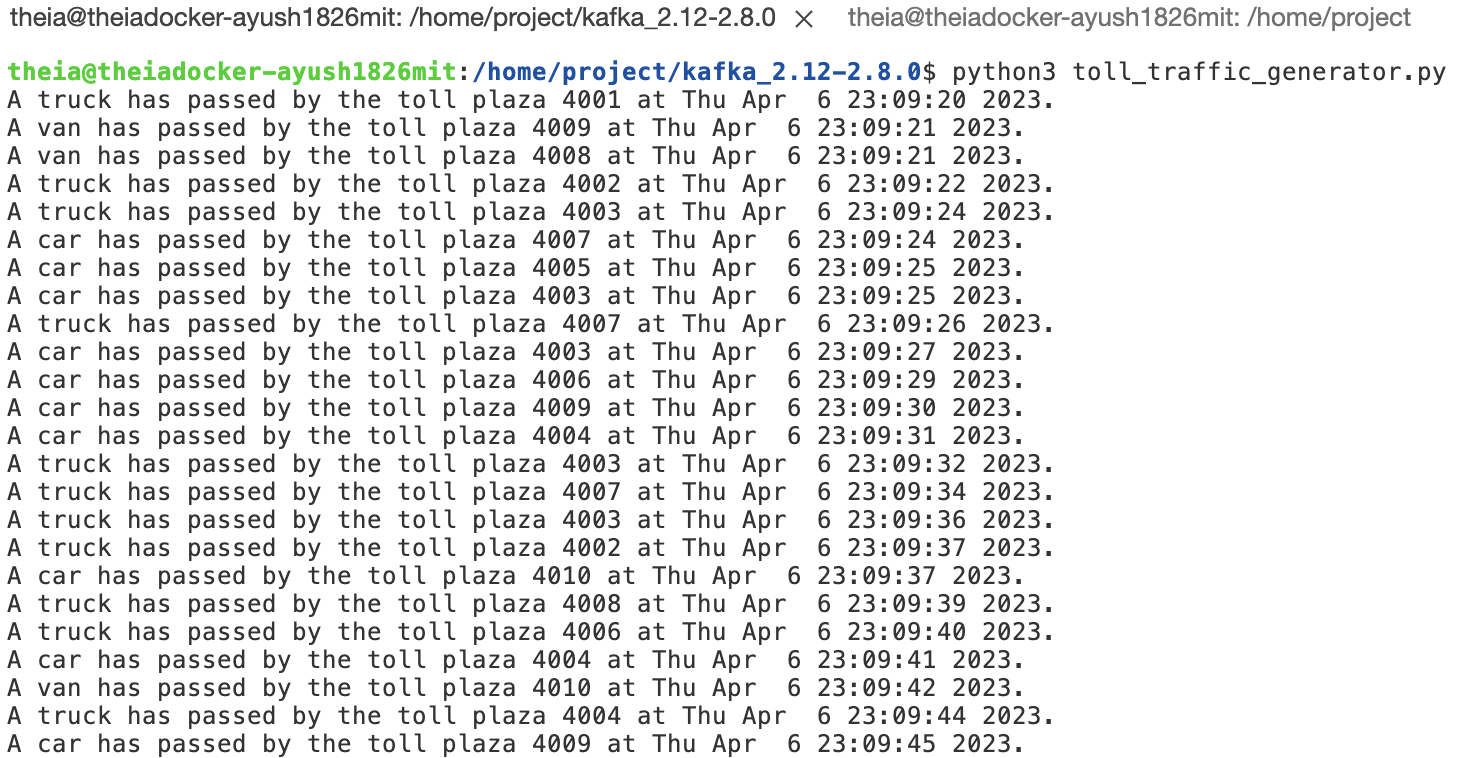 theia@theiadocker-ayush1826mit: /home/project/kafka_2.12-2.8.0 × theia@theiadocker-ayush1826mit: /home/project
theia@theiadocker-ayush1826mit:/home/project/kafka_2.12-2.8.0$ python3 toll_traffic_generator.py
A truck has passed by the toll plaza 4001 at Thu Apr  6 23:09:20 2023.
A van has passed by the toll plaza 4009 at Thu Apr  6 23:09:21 2023.
A van has passed by the toll plaza 4008 at Thu Apr  6 23:09:21 2023.
A truck has passed by the toll plaza 4002 at Thu Apr  6 23:09:22 2023.
A truck has passed by the toll plaza 4003 at Thu Apr  6 23:09:24 2023.
A car has passed by the toll plaza 4007 at Thu Apr  6 23:09:24 2023.
A car has passed by the toll plaza 4005 at Thu Apr  6 23:09:25 2023.
A car has passed by the toll plaza 4003 at Thu Apr  6 23:09:25 2023.
A truck has passed by the toll plaza 4007 at Thu Apr  6 23:09:26 2023.
A car has passed by the toll plaza 4003 at Thu Apr  6 23:09:27 2023.
A car has passed by the toll plaza 4006 at Thu Apr  6 23:09:29 2023.
A car has passed by the toll plaza 4009 at Thu Apr  6 23:09:30 2023.
A car has passed by the toll plaza 4004 at Thu Apr  6 23:09:31 2023.
A truck has passed by the toll plaza 4003 at Thu Apr  6 23:09:32 2023.
A truck has passed by the toll plaza 4007 at Thu Apr  6 23:09:34 2023.
A truck has passed by the toll plaza 4003 at Thu Apr  6 23:09:36 2023.
A truck has passed by the toll plaza 4002 at Thu Apr  6 23:09:37 2023.
A car has passed by the toll plaza 4010 at Thu Apr  6 23:09:37 2023.
A truck has passed by the toll plaza 4008 at Thu Apr  6 23:09:39 2023.
A truck has passed by the toll plaza 4006 at Thu Apr  6 23:09:40 2023.
A car has passed by the toll plaza 4004 at Thu Apr  6 23:09:41 2023.
A van has passed by the toll plaza 4010 at Thu Apr  6 23:09:42 2023.
A truck has passed by the toll plaza 4004 at Thu Apr  6 23:09:44 2023.
A car has passed by the toll plaza 4009 at Thu Apr  6 23:09:45 2023.